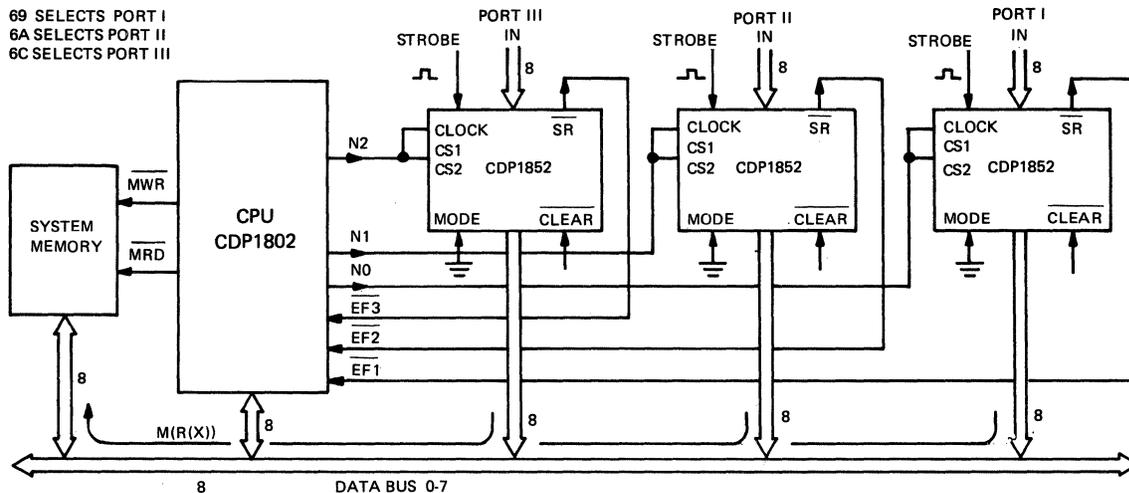 69 SELECTS PORT I
6A SELECTS PORT II
6C SELECTS PORT III
PORT III
IN
PORT II
IN
PORT I
IN
STROBE
8
STROBE
8
STROBE
8
CLOCK
CS1
CS2
SR
CDP1852
MODE
CLEAR
CLOCK
CS1
CS2
SR
CDP1852
MODE
CLEAR
CLOCK
CS1
CS2
SR
CDP1852
MODE
CLEAR
SYSTEM
MEMORY
MWR
MRD
CPU
CDP1802
N2
N1
N0
EF3
EF2
EF1
8
M(R(X))
8
8
8
8
8
DATA BUS 0-7